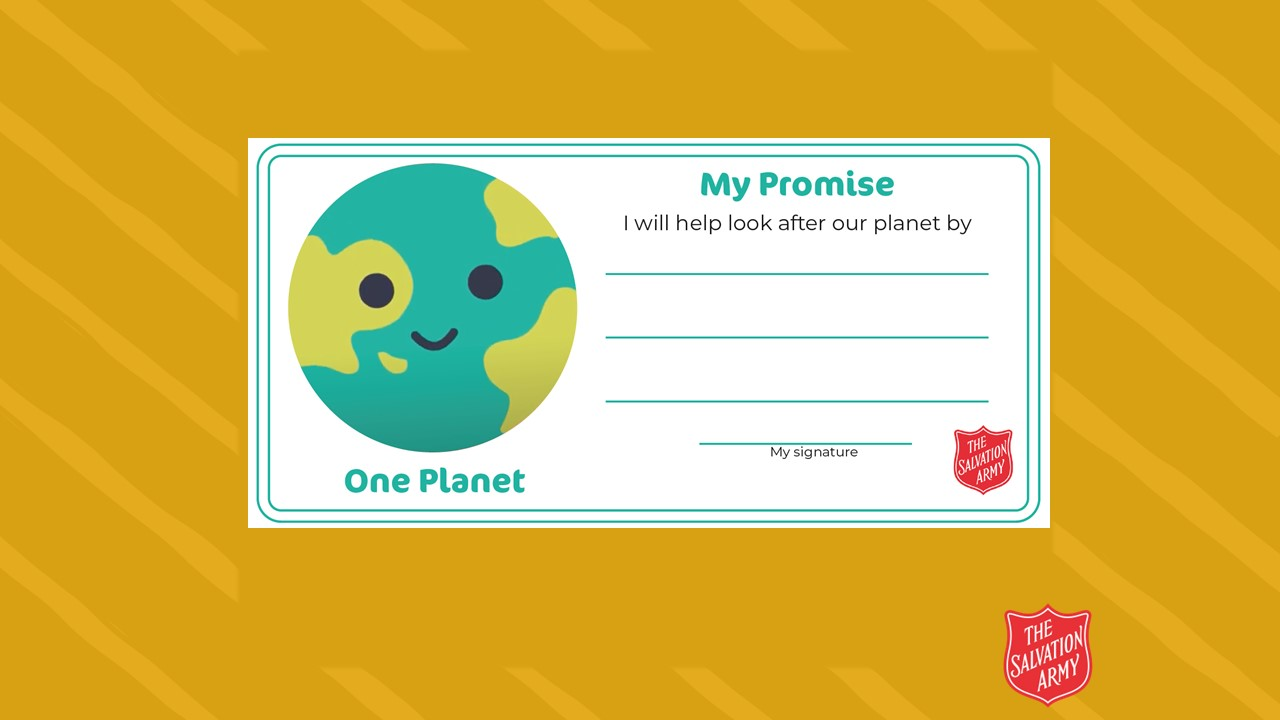 My Promise
I will help look after our planet by
My signature
THE
SALVATION
ARMY
One Planet
THE
SALVATION
ARMY